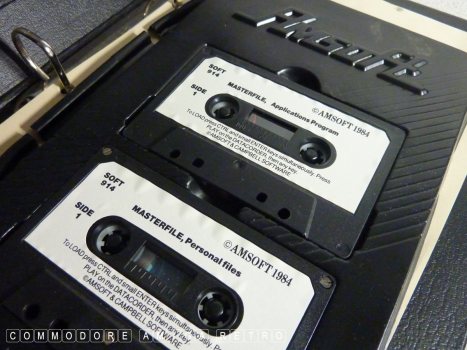 Amsoft
SOFT
914
MASTERFILE, Applications Program
SIDE
1
©AMSOFT 1984
To LOAD press CTRL and small ENTER keys simultaneously. Press
PLAY on the DATACORDER, then any key.
©AMSOFT & CAMPBELL SOFTWARE
SOFT
914
MASTERFILE, Personal files
SIDE
1
©AMSOFT 1984
To LOAD press CTRL and small ENTER keys simultaneously. Press
PLAY on the DATACORDER, then any key.
©AMSOFT & CAMPBELL SOFTWARE
COMMODORE
RETRO